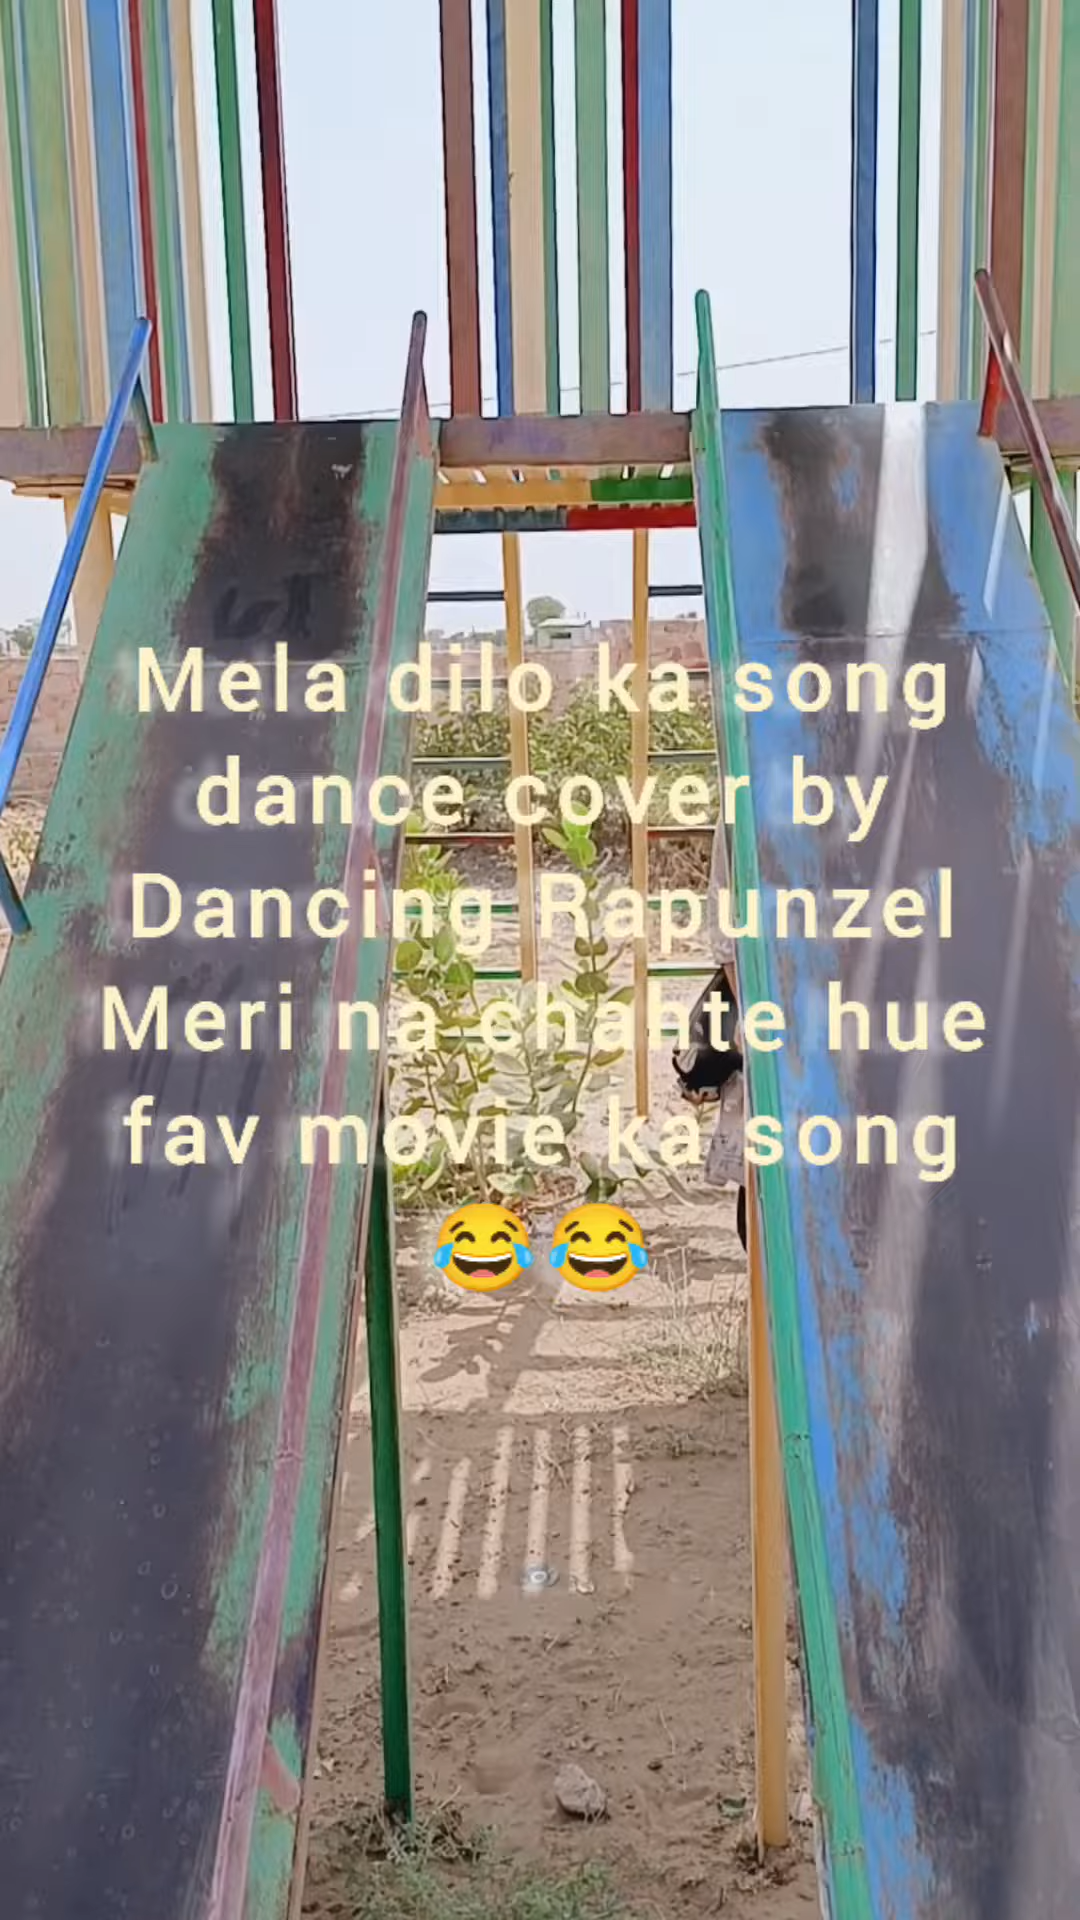 Mela dilo ka song
dance cover by
Dancing Rapunzel
Meri na chahte hue
fav movie ka song
😂😂